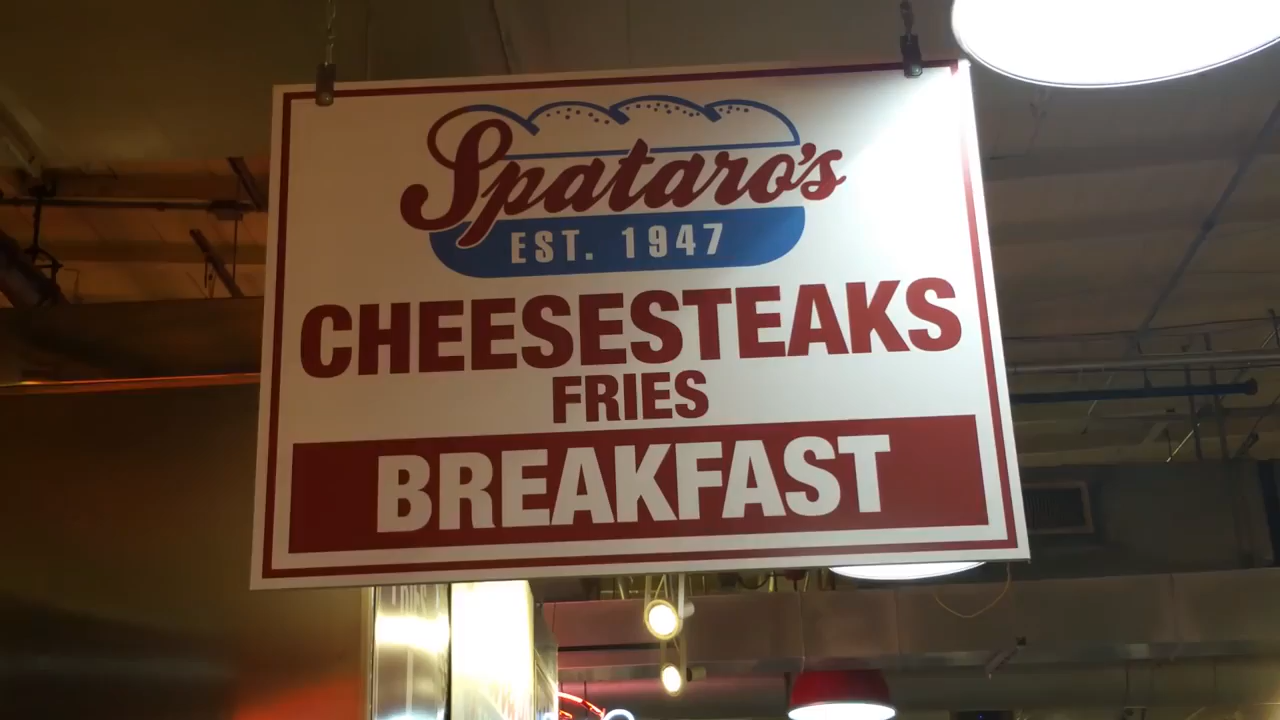 Spataro's
EST. 1947
CHEESESTEAKS
FRIES
BREAKFAST